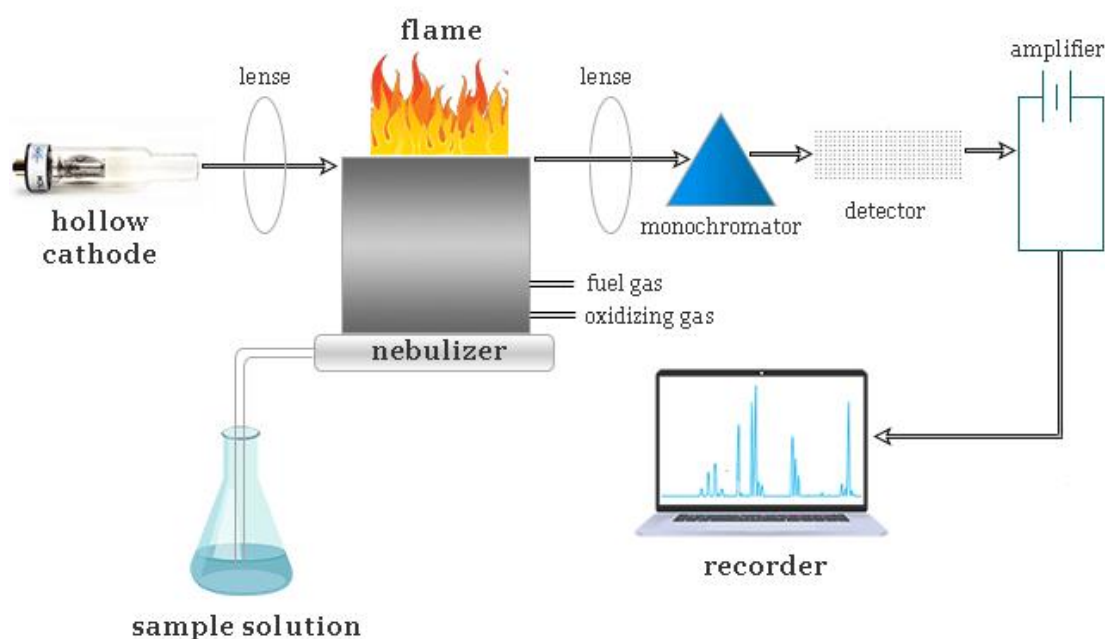 flame
amplifier
lense
lense
hollow
cathode
monochromator
detector
fuel gas
oxidizing gas
nebulizer
recorder
sample solution